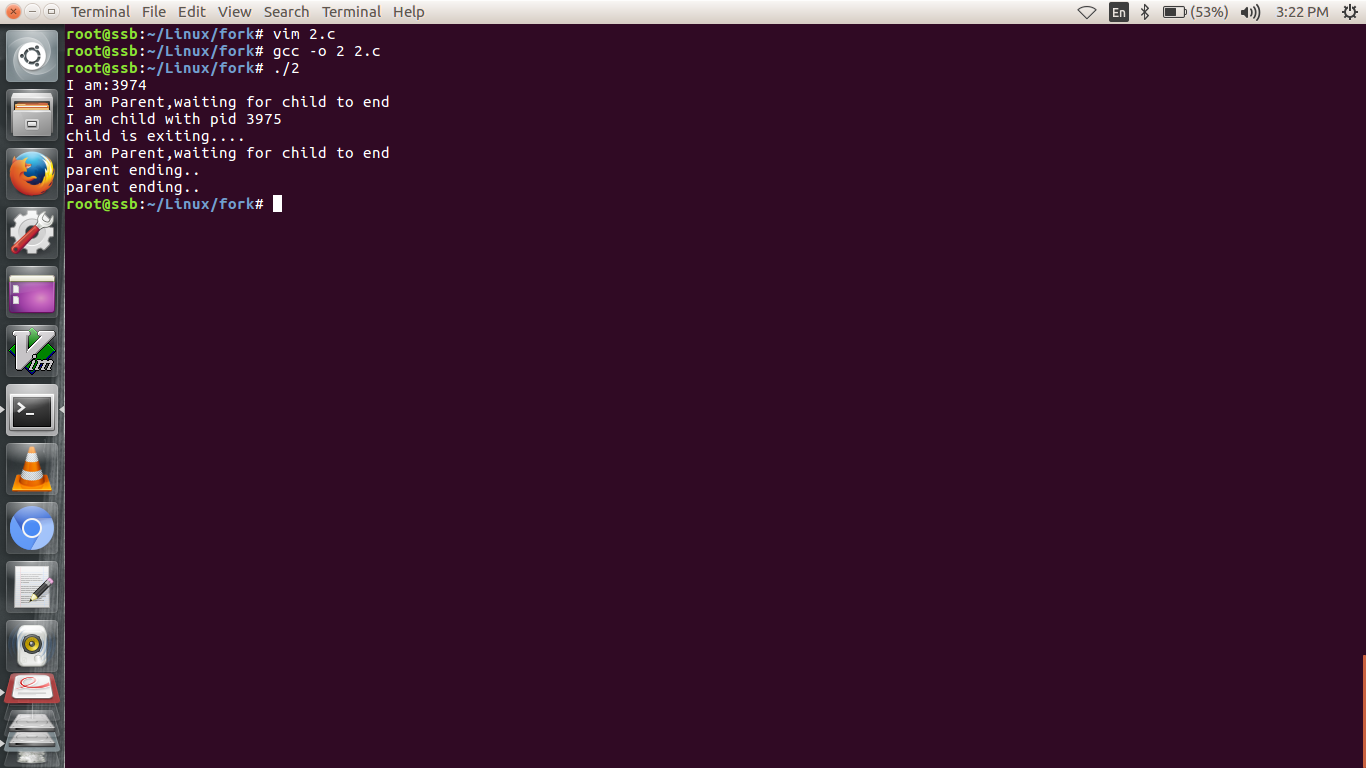 Terminal File Edit View Search Terminal Help En (53%) 3:22 PM
root@ssb:~/Linux/fork# vim 2.c
root@ssb:~/Linux/fork# gcc -o 2 2.c
root@ssb:~/Linux/fork# ./2
I am:3974
I am Parent,waiting for child to end
I am child with pid 3975
child is exiting....
I am Parent,waiting for child to end
parent ending..
parent ending..
root@ssb:~/Linux/fork#
Vim
>_